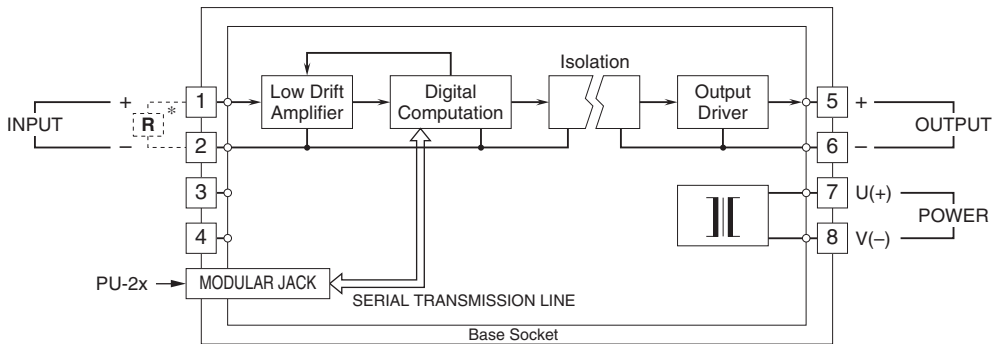 Isolation
Low Drift
Amplifier
Digital
Computation
Output
Driver
INPUT
+
–
R
*
1
2
3
4
5
+
6
–
OUTPUT
7
U(+)
8
V(–)
POWER
PU-2x
MODULAR JACK
SERIAL TRANSMISSION LINE
Base Socket